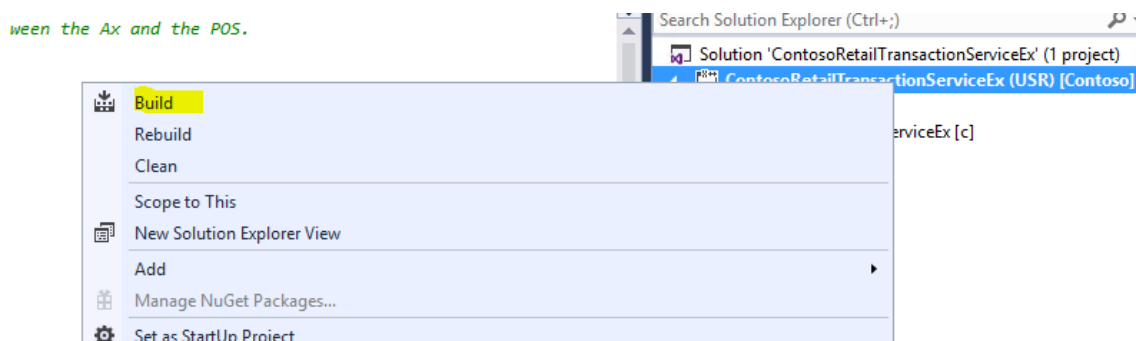 ween the Ax and the POS.
Search Solution Explorer (Ctrl+;)
Solution 'ContosoRetailTransactionServiceEx' (1 project)
ContosoRetailTransactionServiceEx (USR) [Contoso]
erviceEx [c]
Build
Rebuild
Clean
Scope to This
New Solution Explorer View
Add
Manage NuGet Packages...
Set as StartUp Project